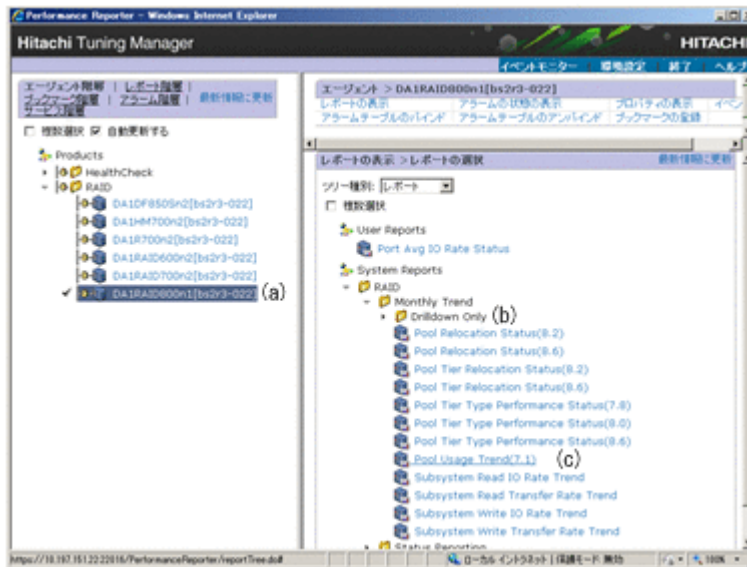 Performance Reporter - Windows Internet Explorer
Hitachi Tuning Manager
HITACHI
イベントモニター | 環境設定 | 終了 | ヘルプ
エージェント階層 | レポート階層 |
ブックマーク階層 | アラーム階層 |
サービス階層
最新情報に更新
複数選択 自動更新する
Products
HealthCheck
RAID
DA1DF850Sn2[bs2r3-022]
DA1HM700n2[bs2r3-022]
DA1R700n2[bs2r3-022]
DA1RAID600n2[bs2r3-022]
DA1RAID700n2[bs2r3-022]
DA1RAID800n1[bs2r3-022] (a)
エージェント > DA1RAID800n1[bs2r3-022]
レポートの表示 アラームの状態の表示 プロパティの表示 イベン
アラームテーブルのバインド アラームテーブルのアンバインド ブックマークの登録
レポートの表示 >レポートの選択 最新情報に更新
ツリー種別: レポート
複数選択
User Reports
Port Avg IO Rate Status
System Reports
RAID
Monthly Trend
Drilldown Only (b)
Pool Relocation Status(8.2)
Pool Relocation Status(8.6)
Pool Tier Relocation Status(8.2)
Pool Tier Relocation Status(8.6)
Pool Tier Type Performance Status(7.8)
Pool Tier Type Performance Status(8.0)
Pool Tier Type Performance Status(8.6)
Pool Usage Trend(7.1) (c)
Subsystem Read IO Rate Trend
Subsystem Read Transfer Rate Trend
Subsystem Write IO Rate Trend
Subsystem Write Transfer Rate Trend
Status Reporting
https://10.197.151.22:22016/PerformanceReporter/reportTree.do#
ローカル イントラネット | 保護モード: 無効
100%